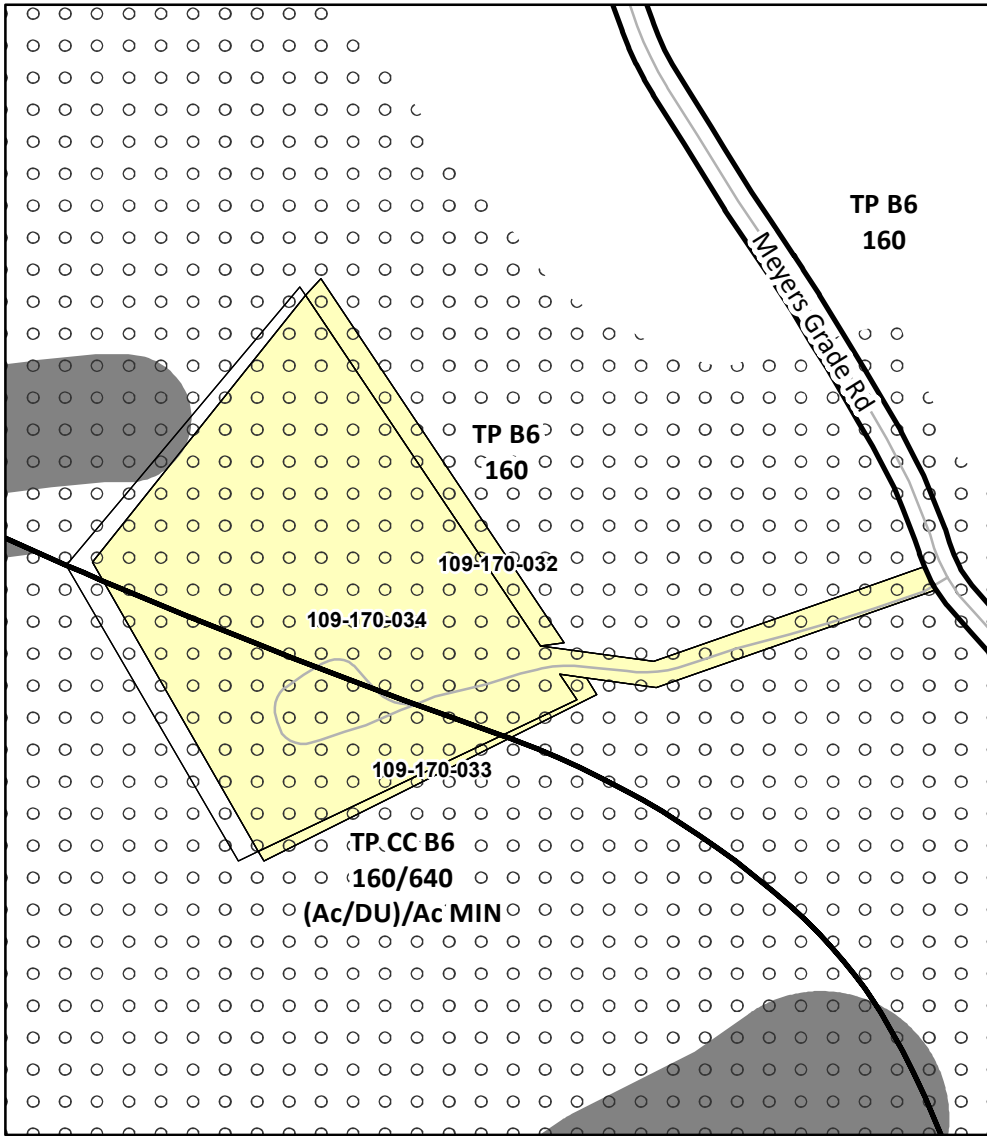 TP B6
160
Meyers Grade Rd
TP B6
160
109-170-032
109-170-034
109-170-033
TP CC B6
160/640
(Ac/DU)/Ac MIN